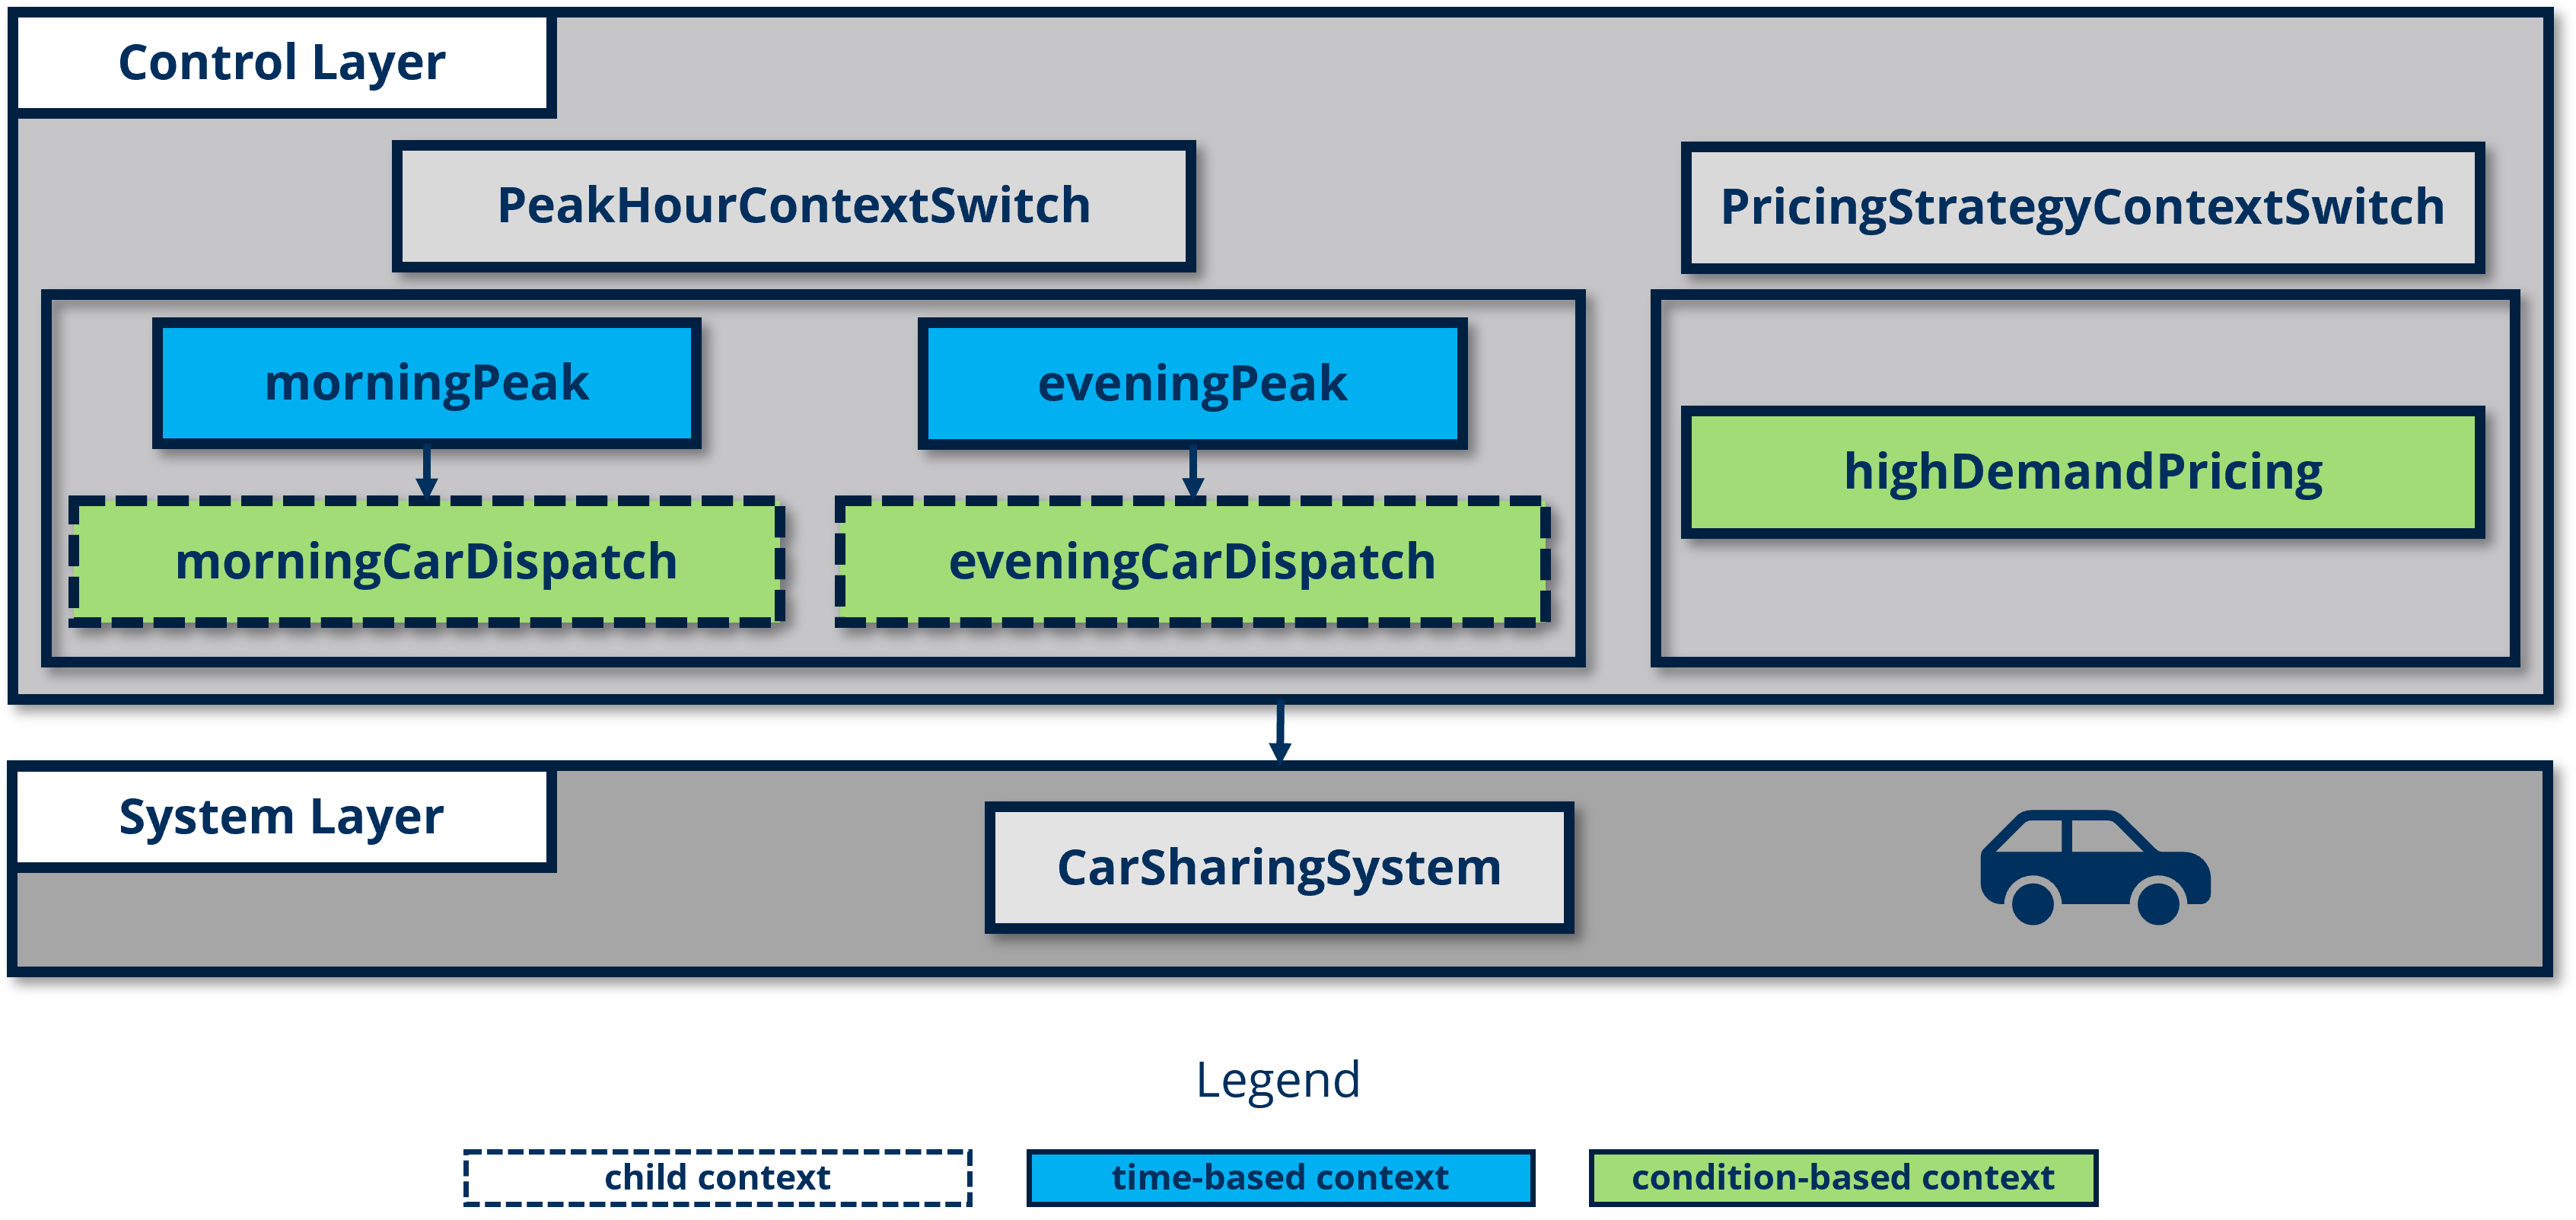 Control Layer
PeakHourContextSwitch
PricingStrategyContextSwitch
morningPeak
eveningPeak
highDemandPricing
morningCarDispatch
eveningCarDispatch
System Layer
CarSharingSystem
Legend
child context
time-based context
condition-based context